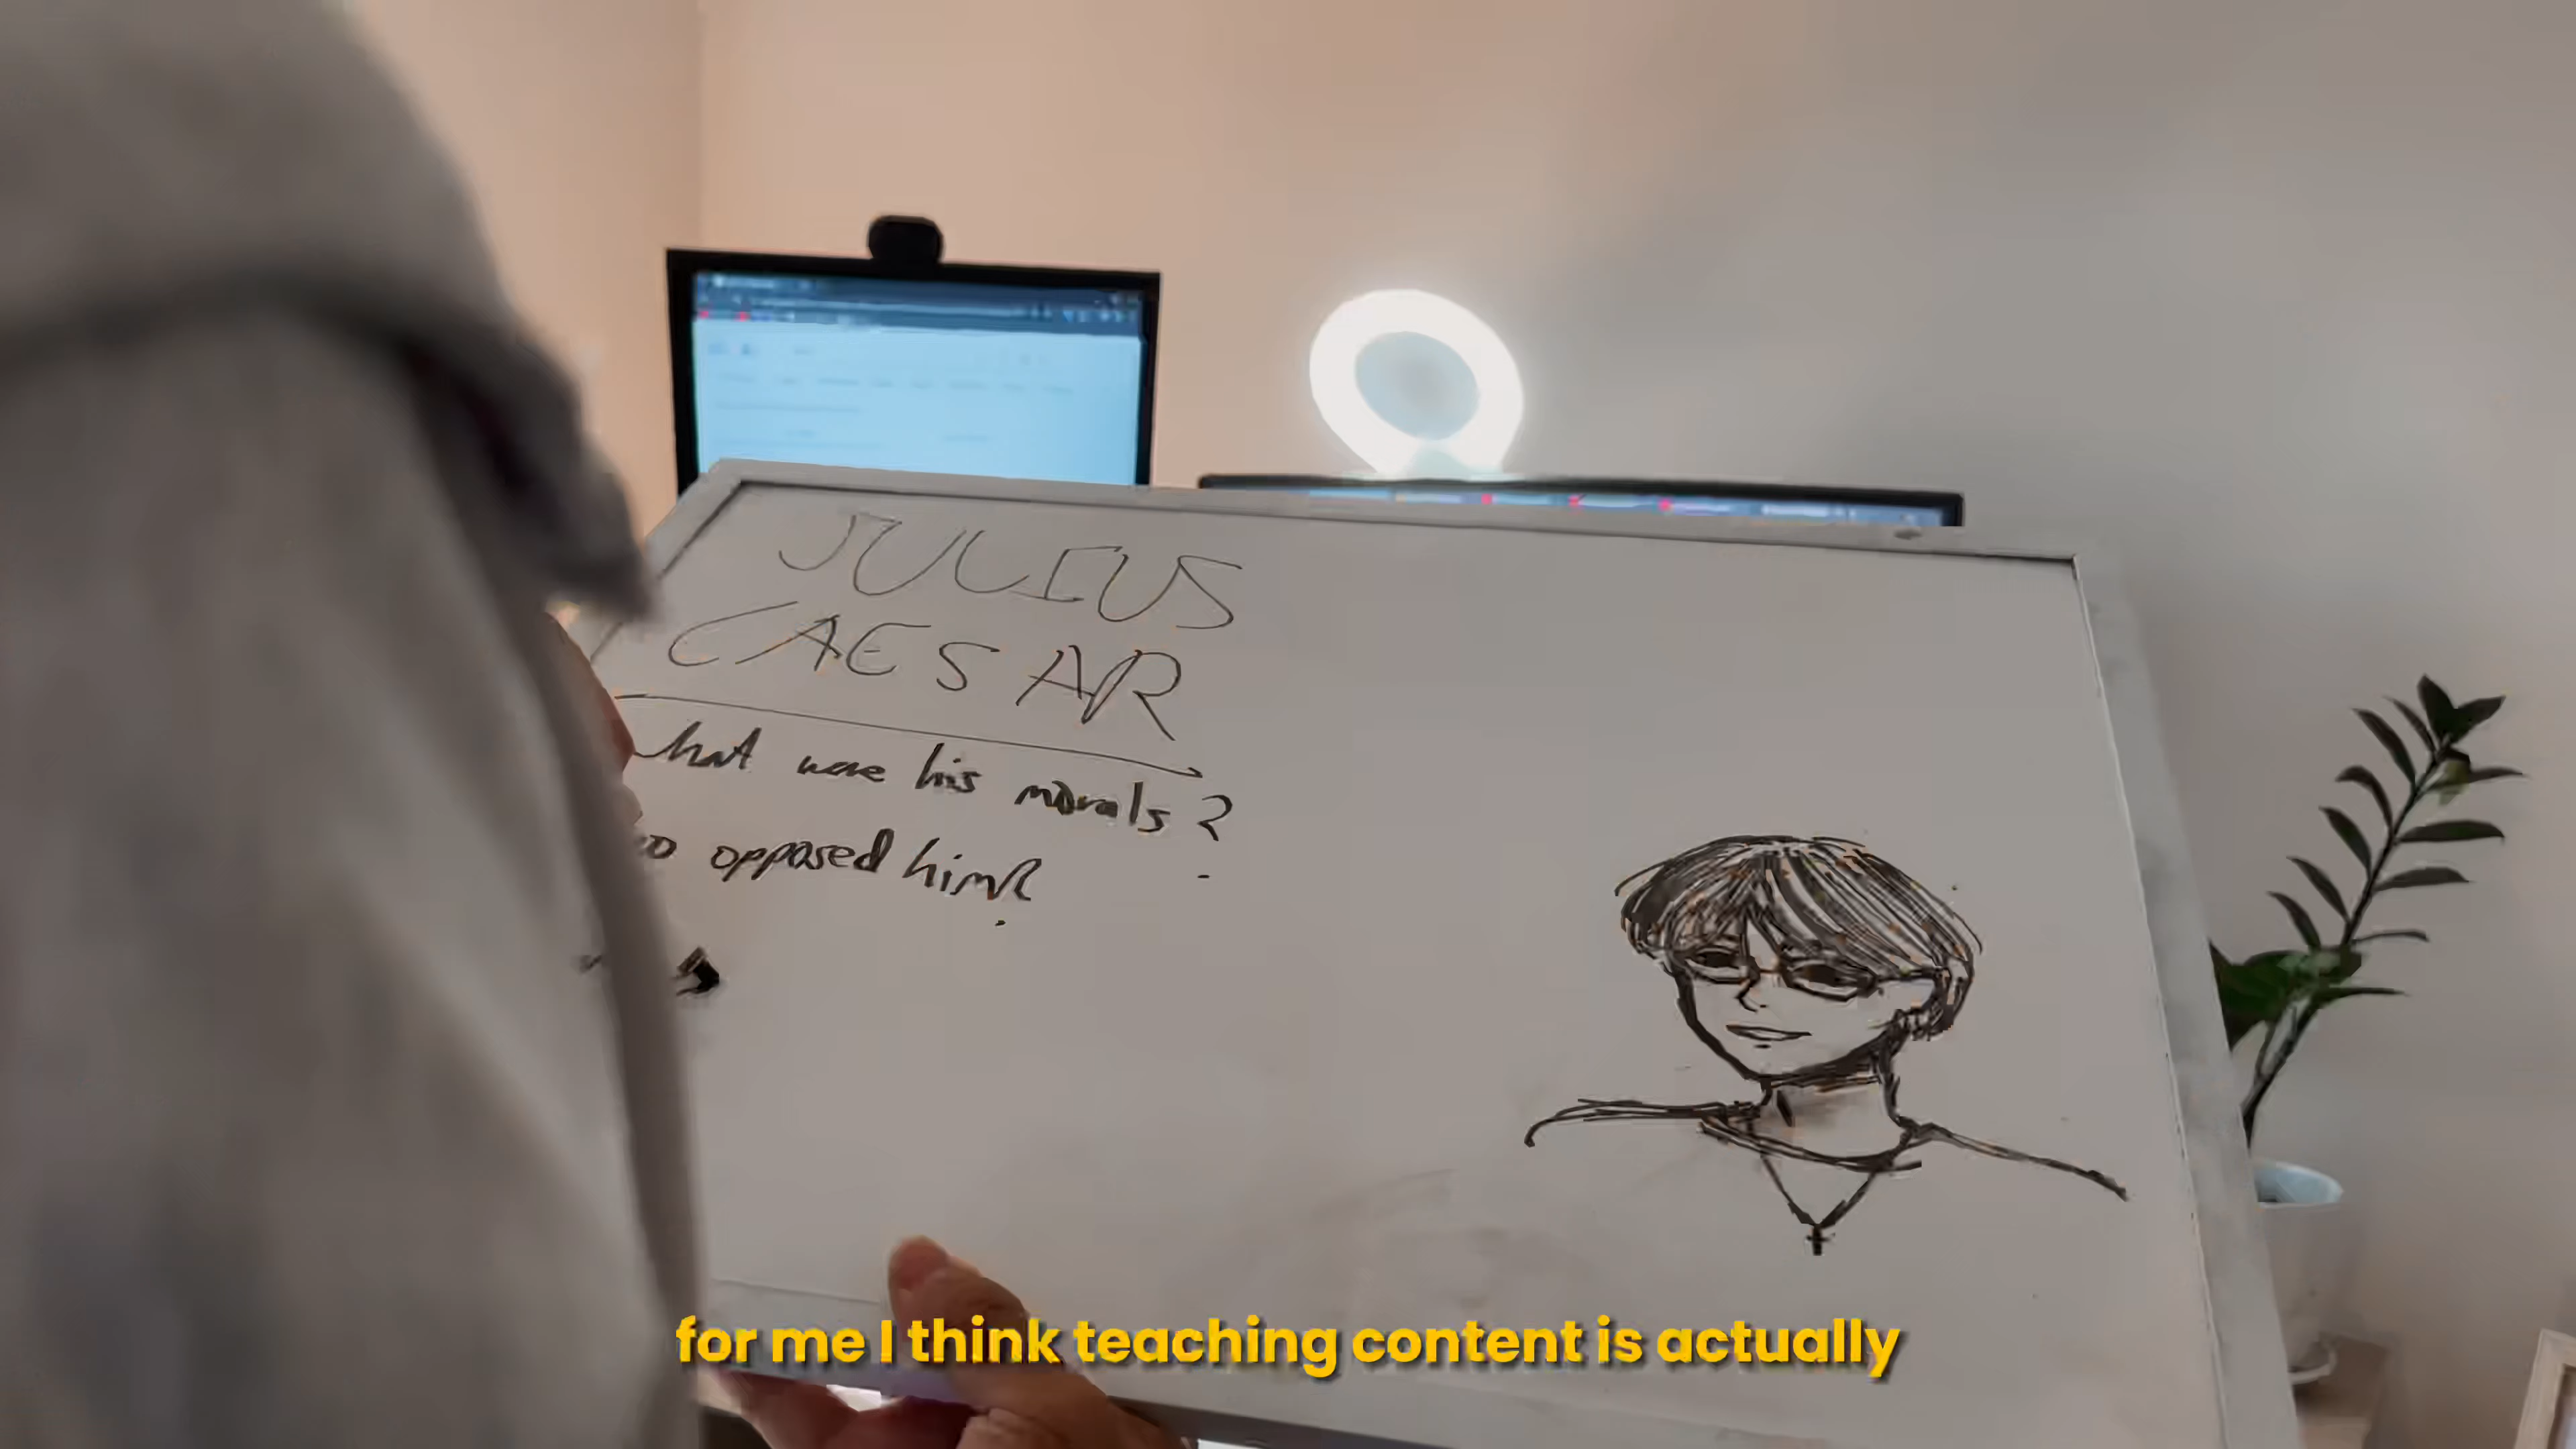 JULIUS
CAESAR
hat were his morals?
o opposed him?
for me I think teaching content is actually